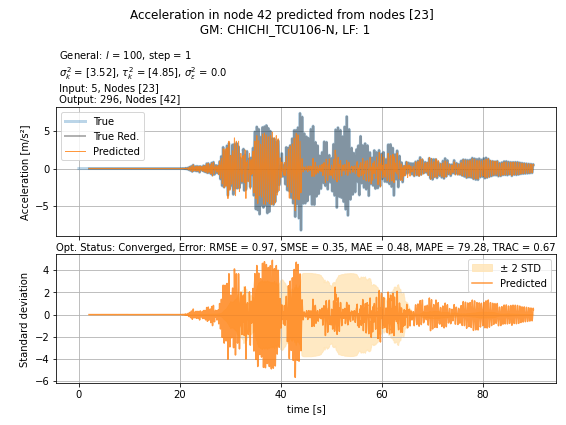 Acceleration in node 42 predicted from nodes [23]
GM: CHICHI_TCU106-N, LF: 1
General: l = 100, step = 1
σ²ₖ = [3.52], τ²ₖ = [4.85], σ²ε = 0.0
Input: 5, Nodes [23]
Output: 296, Nodes [42]
True
True Red.
Predicted
Acceleration [m/s²]
5
0
−5
Opt. Status: Converged, Error: RMSE = 0.97, SMSE = 0.35, MAE = 0.48, MAPE = 79.28, TRAC = 0.67
± 2 STD
Predicted
Standard deviation
4
2
0
−2
−4
−6
0 20 40 60 80
time [s]